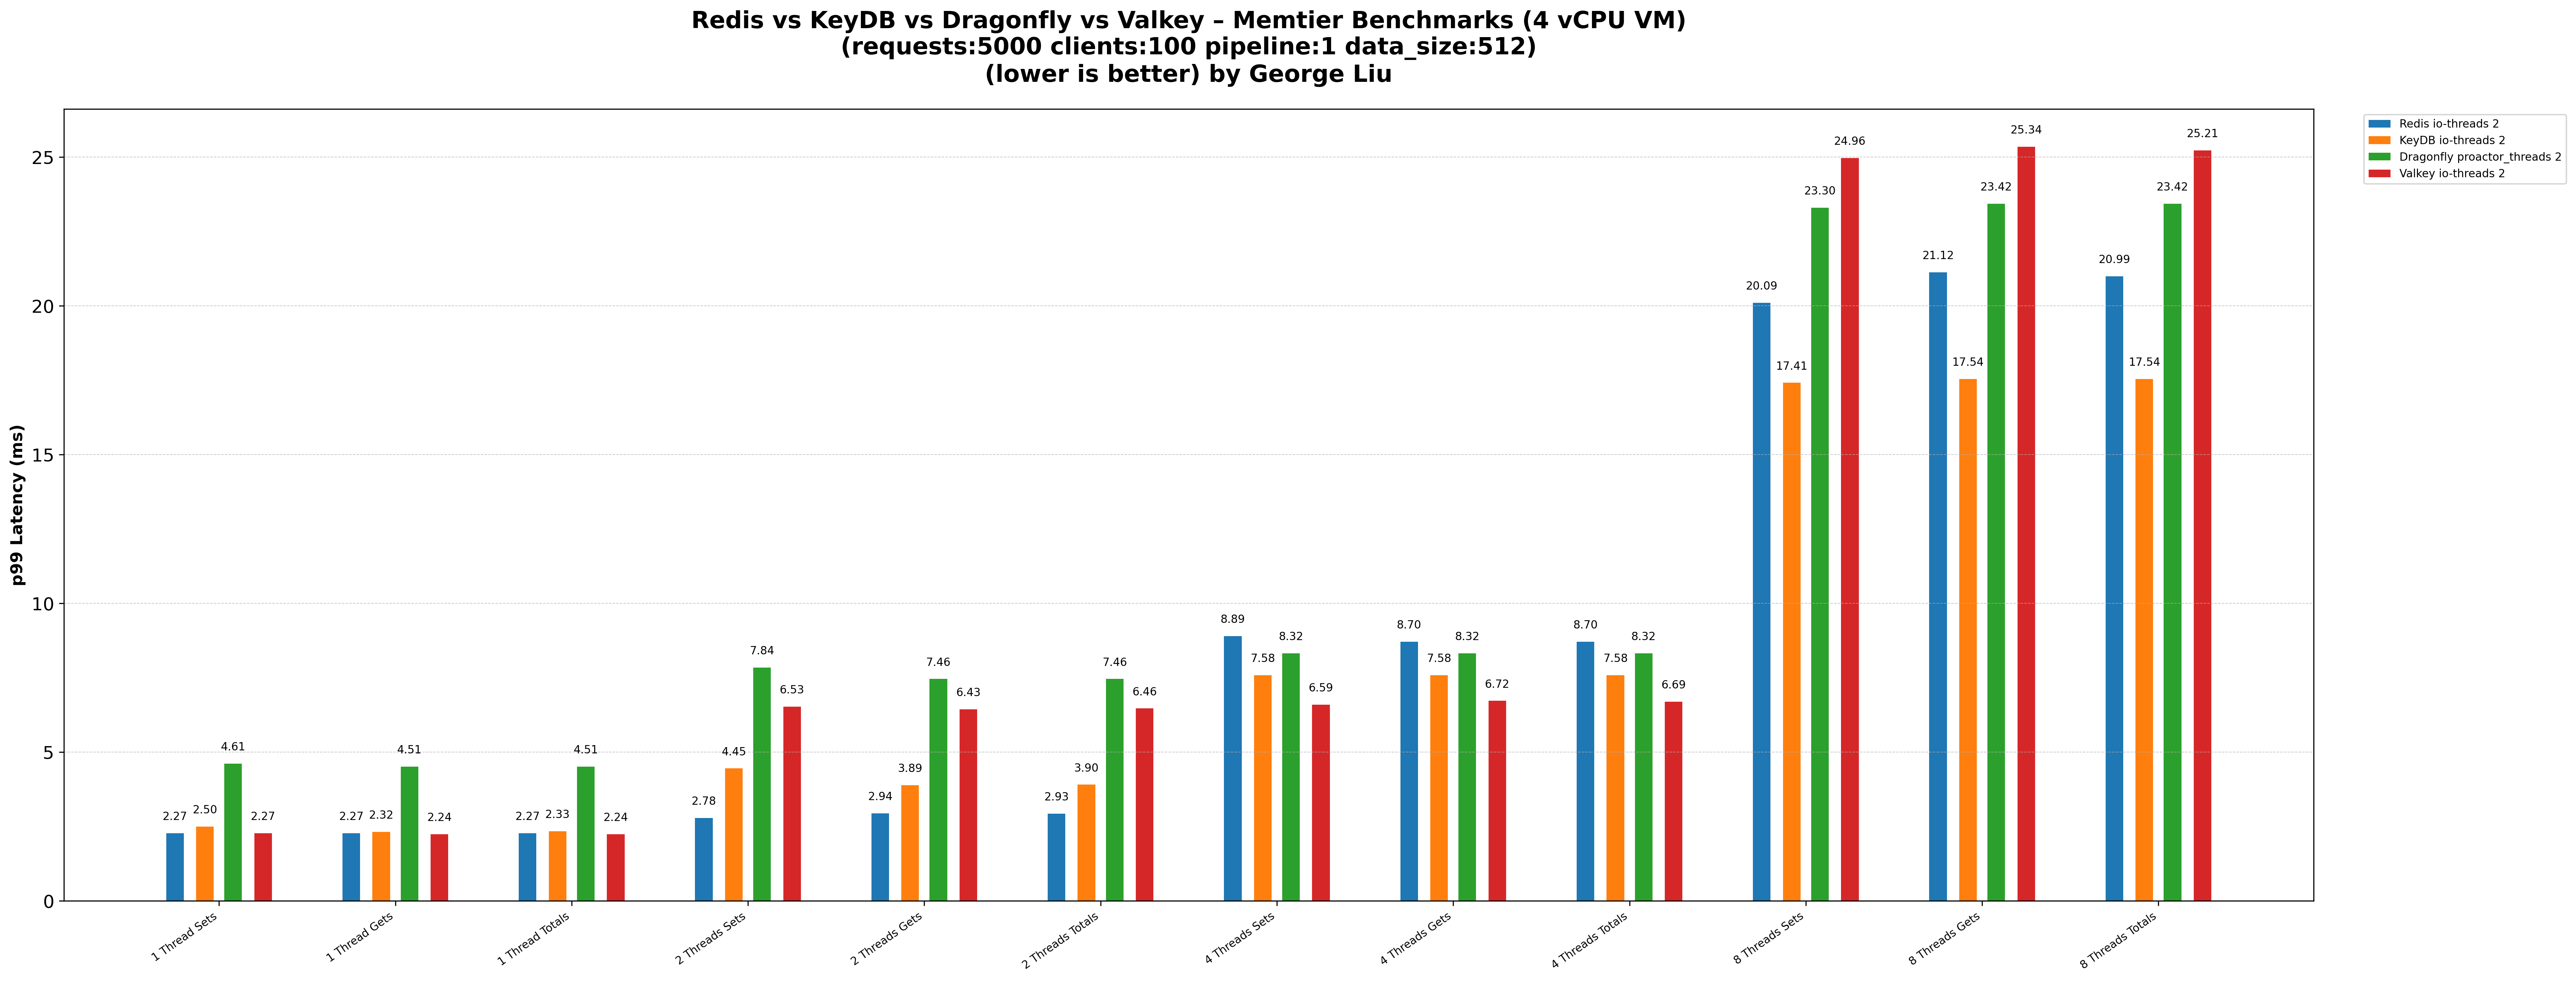 Redis vs KeyDB vs Dragonfly vs Valkey – Memtier Benchmarks (4 vCPU VM)
(requests:5000 clients:100 pipeline:1 data_size:512)
(lower is better) by George Liu
Redis io-threads 2
KeyDB io-threads 2
Dragonfly proactor_threads 2
Valkey io-threads 2
p99 Latency (ms)
25
20
15
10
5
0
2.27 2.50 4.61 2.27
2.27 2.32 4.51 2.24
2.27 2.33 4.51 2.24
2.78 4.45 7.84 6.53
2.94 3.89 7.46 6.43
2.93 3.90 7.46 6.46
8.89 7.58 8.32 6.59
8.70 7.58 8.32 6.72
8.70 7.58 8.32 6.69
20.09 17.41 23.30 24.96
21.12 17.54 23.42 25.34
20.99 17.54 23.42 25.21
1 Thread Sets
1 Thread Gets
1 Thread Totals
2 Threads Sets
2 Threads Gets
2 Threads Totals
4 Threads Sets
4 Threads Gets
4 Threads Totals
8 Threads Sets
8 Threads Gets
8 Threads Totals